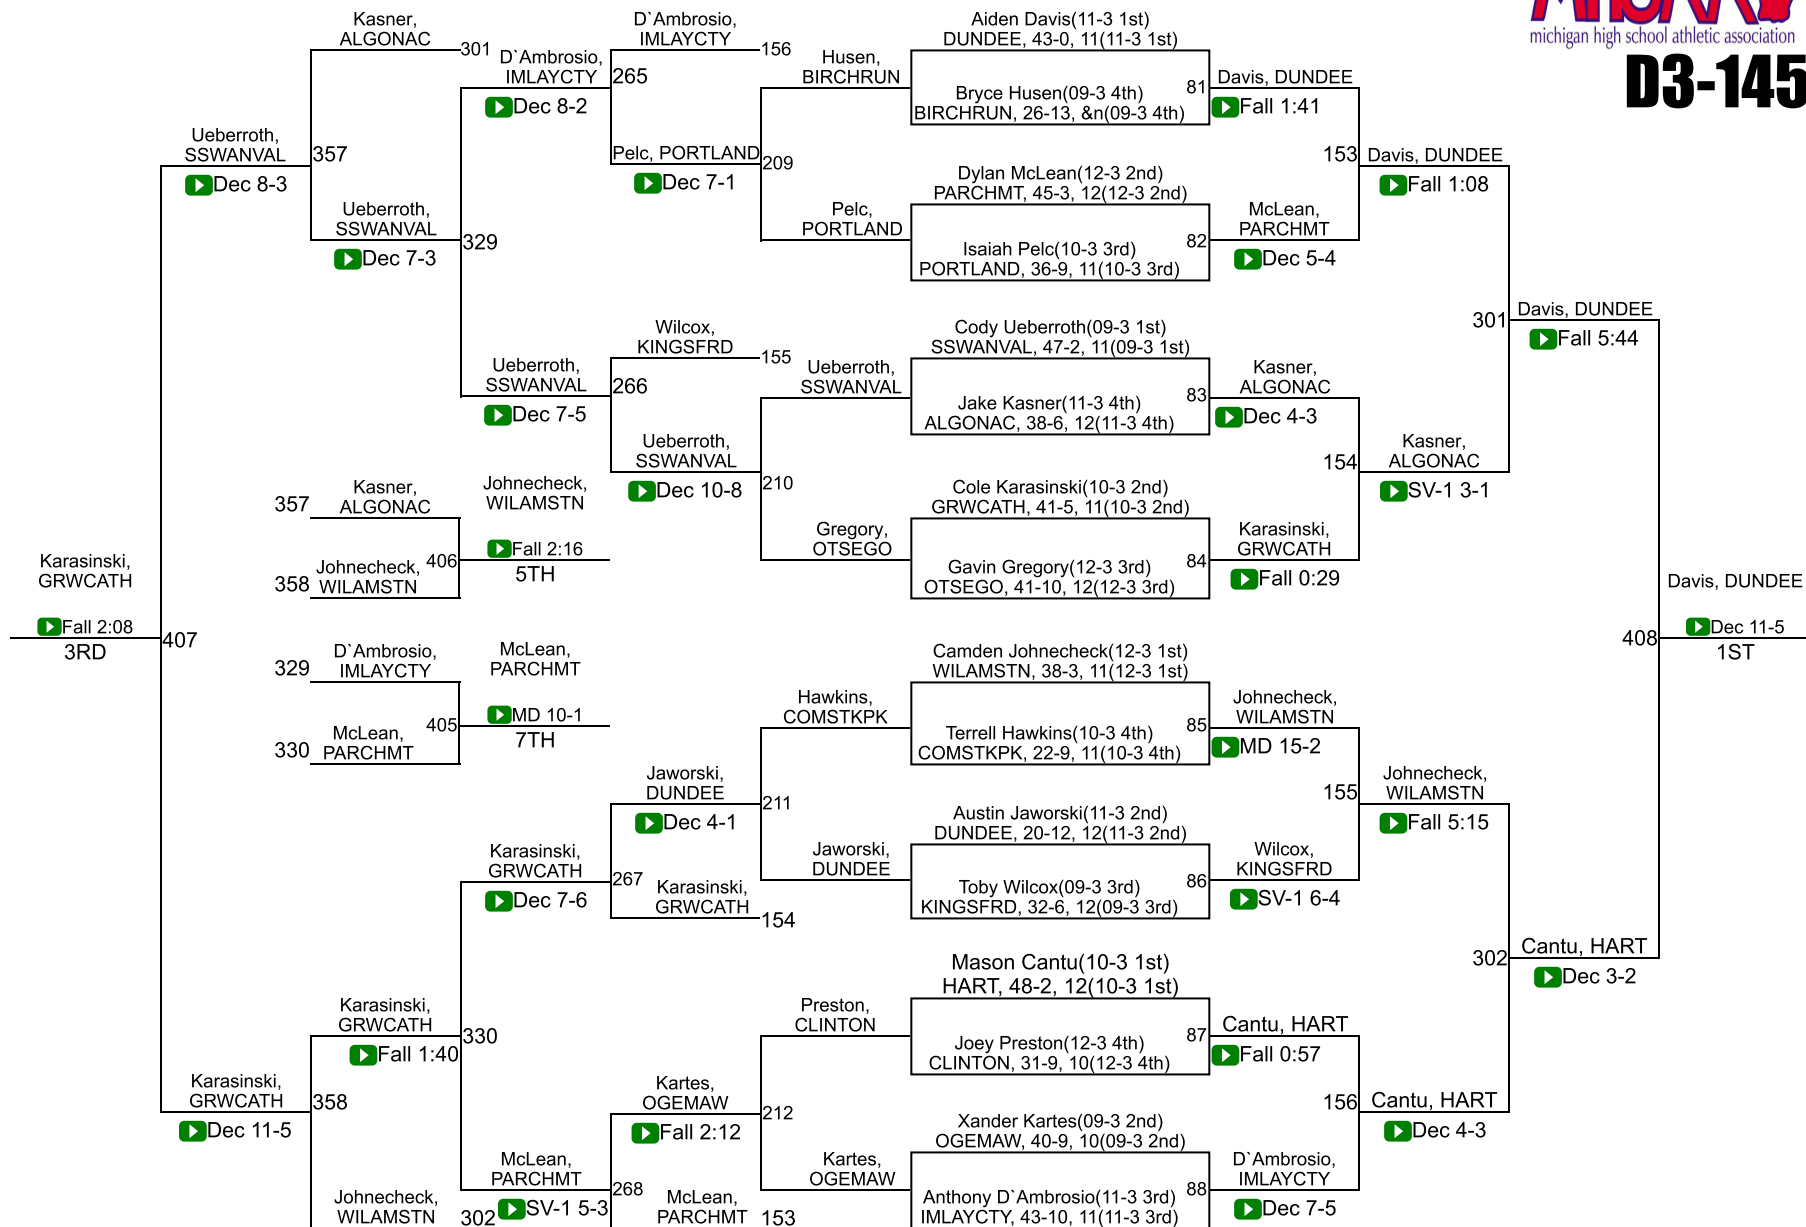 MHSAA
michigan high school athletic association
D3-145
Kasner,
ALGONAC
301
D`Ambrosio,
IMLAYCTY
Dec 8-2
265
D`Ambrosio,
IMLAYCTY
156
Husen,
BIRCHRUN
Aiden Davis(11-3 1st)
DUNDEE, 43-0, 11(11-3 1st)
Bryce Husen(09-3 4th)
BIRCHRUN, 26-13, &n(09-3 4th)
81
Davis, DUNDEE
Fall 1:41
Ueberroth,
SSWANVAL
Dec 8-3
357
Ueberroth,
SSWANVAL
Dec 7-3
329
Pelc, PORTLAND
Dec 7-1
209
Pelc,
PORTLAND
Dylan McLean(12-3 2nd)
PARCHMT, 45-3, 12(12-3 2nd)
Isaiah Pelc(10-3 3rd)
PORTLAND, 36-9, 11(10-3 3rd)
82
McLean,
PARCHMT
Dec 5-4
153
Davis, DUNDEE
Fall 1:08
Ueberroth,
SSWANVAL
Dec 7-5
266
Wilcox,
KINGSFRD
155
Ueberroth,
SSWANVAL
Cody Ueberroth(09-3 1st)
SSWANVAL, 47-2, 11(09-3 1st)
Jake Kasner(11-3 4th)
ALGONAC, 38-6, 12(11-3 4th)
83
Kasner,
ALGONAC
Dec 4-3
301
Davis, DUNDEE
Fall 5:44
Ueberroth,
SSWANVAL
Dec 10-8
210
Gregory,
OTSEGO
Cole Karasinski(10-3 2nd)
GRWCATH, 41-5, 11(10-3 2nd)
Gavin Gregory(12-3 3rd)
OTSEGO, 41-10, 12(12-3 3rd)
84
Karasinski,
GRWCATH
Fall 0:29
154
Kasner,
ALGONAC
SV-1 3-1
357
Kasner,
ALGONAC
358
Johnecheck,
WILAMSTN
406
Johnecheck,
WILAMSTN
Fall 2:16
5TH
Karasinski,
GRWCATH
Fall 2:08
3RD
407
329
D`Ambrosio,
IMLAYCTY
330
McLean,
PARCHMT
405
McLean,
PARCHMT
MD 10-1
7TH
408
Davis, DUNDEE
Dec 11-5
1ST
Hawkins,
COMSTKPK
Camden Johnecheck(12-3 1st)
WILAMSTN, 38-3, 11(12-3 1st)
Terrell Hawkins(10-3 4th)
COMSTKPK, 22-9, 11(10-3 4th)
85
Johnecheck,
WILAMSTN
MD 15-2
Jaworski,
DUNDEE
Dec 4-1
211
Jaworski,
DUNDEE
Austin Jaworski(11-3 2nd)
DUNDEE, 20-12, 12(11-3 2nd)
Toby Wilcox(09-3 3rd)
KINGSFRD, 32-6, 12(09-3 3rd)
86
Wilcox,
KINGSFRD
SV-1 6-4
155
Johnecheck,
WILAMSTN
Fall 5:15
Karasinski,
GRWCATH
Dec 7-6
267
Karasinski,
GRWCATH
154
Karasinski,
GRWCATH
Fall 1:40
330
Preston,
CLINTON
Mason Cantu(10-3 1st)
HART, 48-2, 12(10-3 1st)
Joey Preston(12-3 4th)
CLINTON, 31-9, 10(12-3 4th)
87
Cantu, HART
Fall 0:57
302
Cantu, HART
Dec 3-2
Karasinski,
GRWCATH
Dec 11-5
358
Kartes,
OGEMAW
Fall 2:12
212
Kartes,
OGEMAW
Xander Kartes(09-3 2nd)
OGEMAW, 40-9, 10(09-3 2nd)
Anthony D`Ambrosio(11-3 3rd)
IMLAYCTY, 43-10, 11(11-3 3rd)
88
D`Ambrosio,
IMLAYCTY
Dec 7-5
156
Cantu, HART
Dec 4-3
Johnecheck,
WILAMSTN
302
McLean,
PARCHMT
SV-1 5-3
268
McLean,
PARCHMT
153